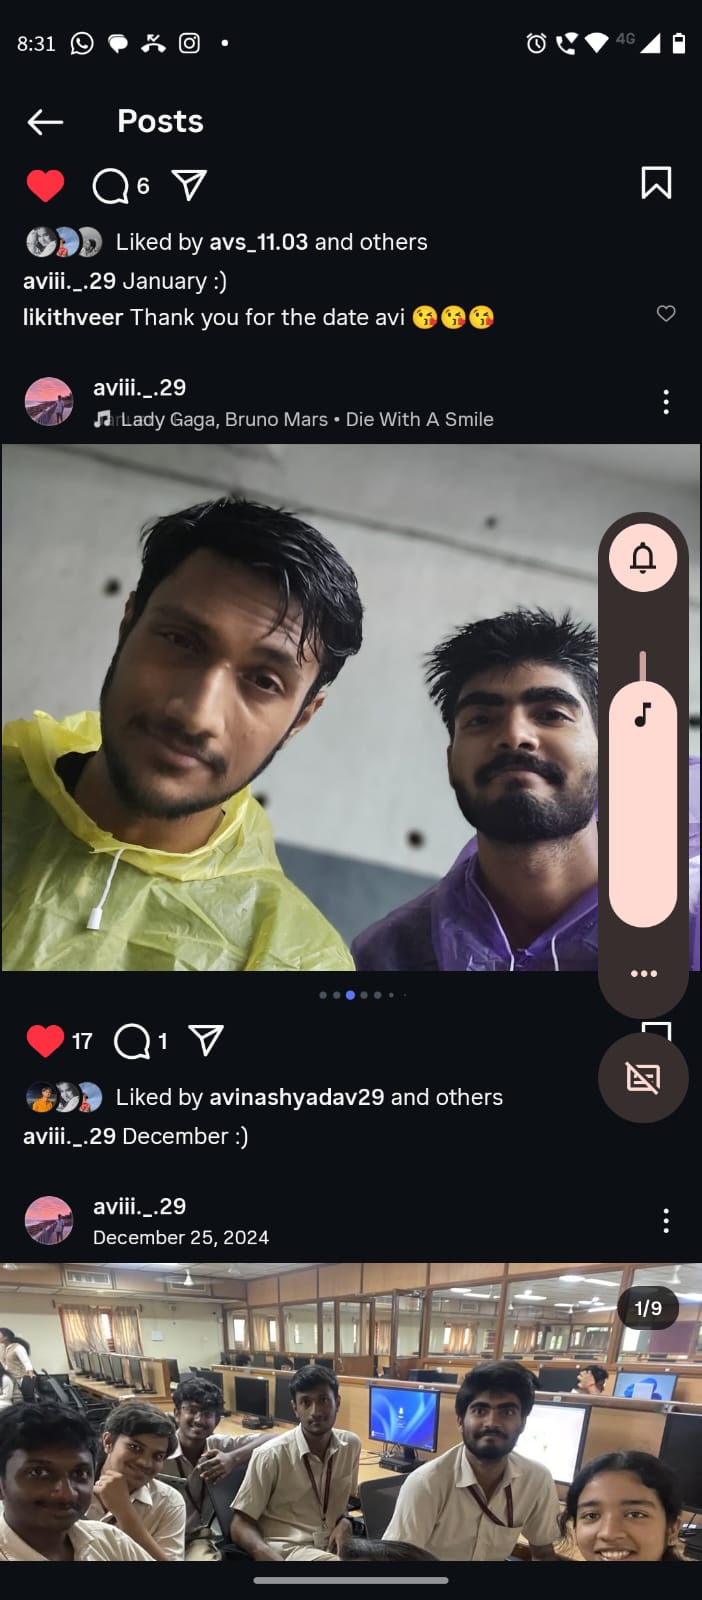 8:31
4G
Posts
6
Liked by avs_11.03 and others
aviii._.29 January :)
likithveer Thank you for the date avi 😘😘😘
aviii._.29
Lady Gaga, Bruno Mars • Die With A Smile
17
1
Liked by avinashyadav29 and others
aviii._.29 December :)
aviii._.29
December 25, 2024
1/9